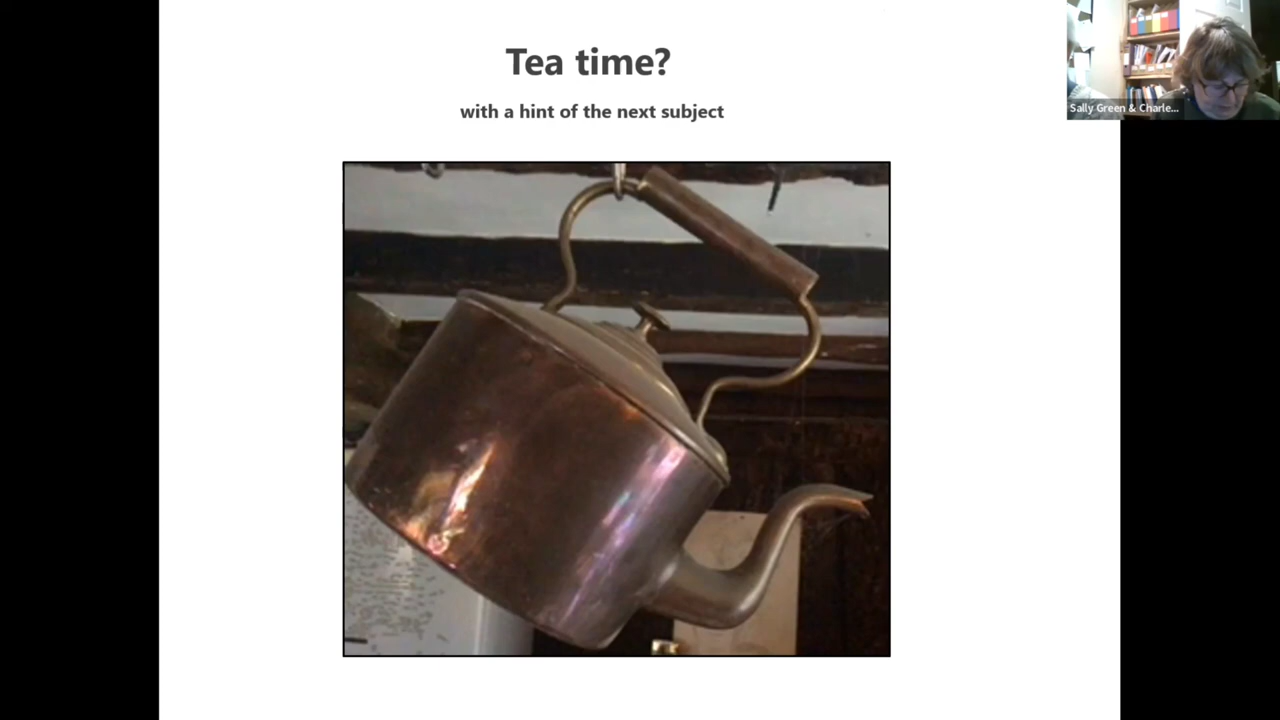 Tea time?
with a hint of the next subject
Sally Green & Charle...